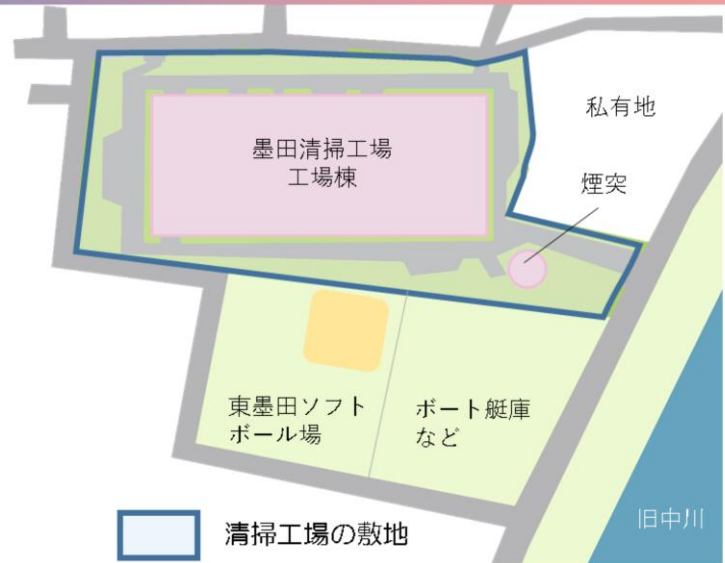 私有地
墨田清掃工場
工場棟
煙突
東墨田ソフト
ボール場
ボート艇庫
など
旧中川
清掃工場の敷地